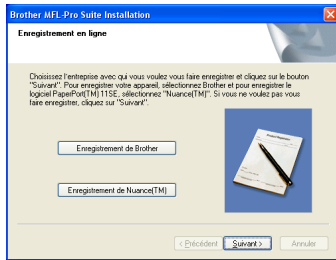 Brother MFL-Pro Suite Installation
Enregistrement en ligne
Choisissez l'entreprise avec qui vous voulez vous faire enregistrer et cliquez sur le bouton
"Suivant". Pour enregistrer votre appareil, sélectionnez Brother et pour enregistrer le
logiciel PaperPort(TM) 11SE, sélectionnez "Nuance(TM)". Si vous ne voulez pas vous
faire enregistrer, cliquez sur "Suivant".
Enregistrement de Brother
Enregistrement de Nuance(TM)
< Précédent
Suivant >
Annuler